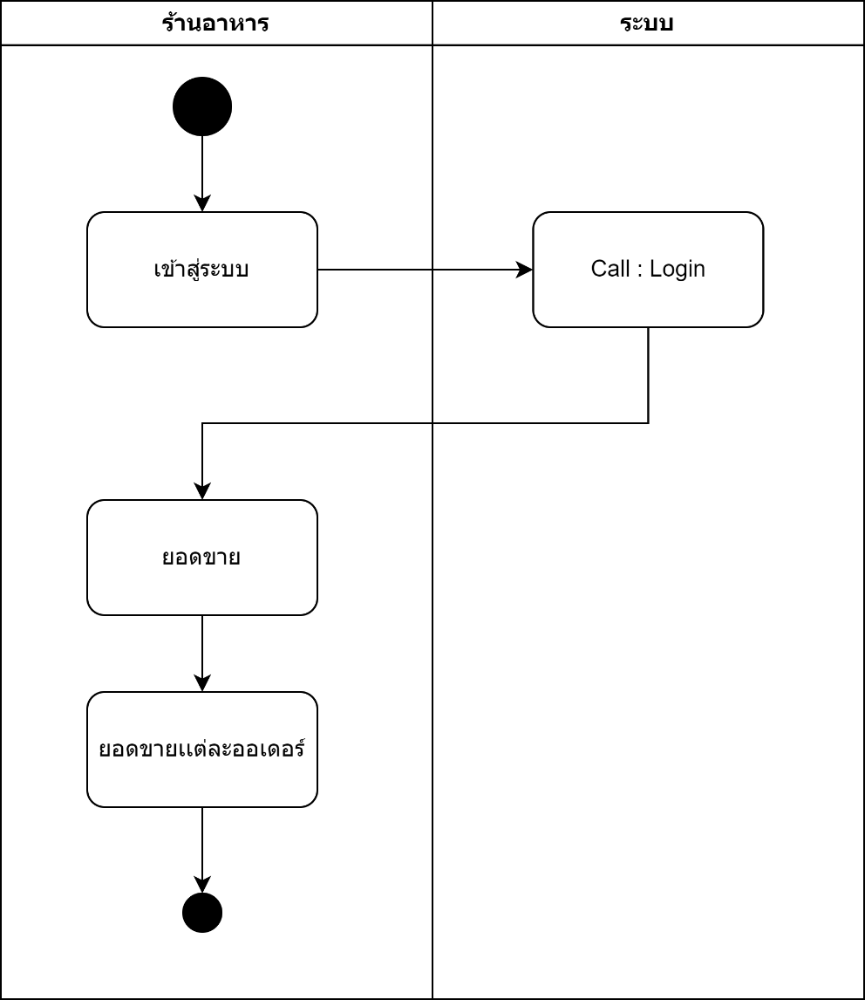 ร้านอาหาร
ระบบ
เข้าสู่ระบบ
Call : Login
ยอดขาย
ยอดขายแต่ละออเดอร์